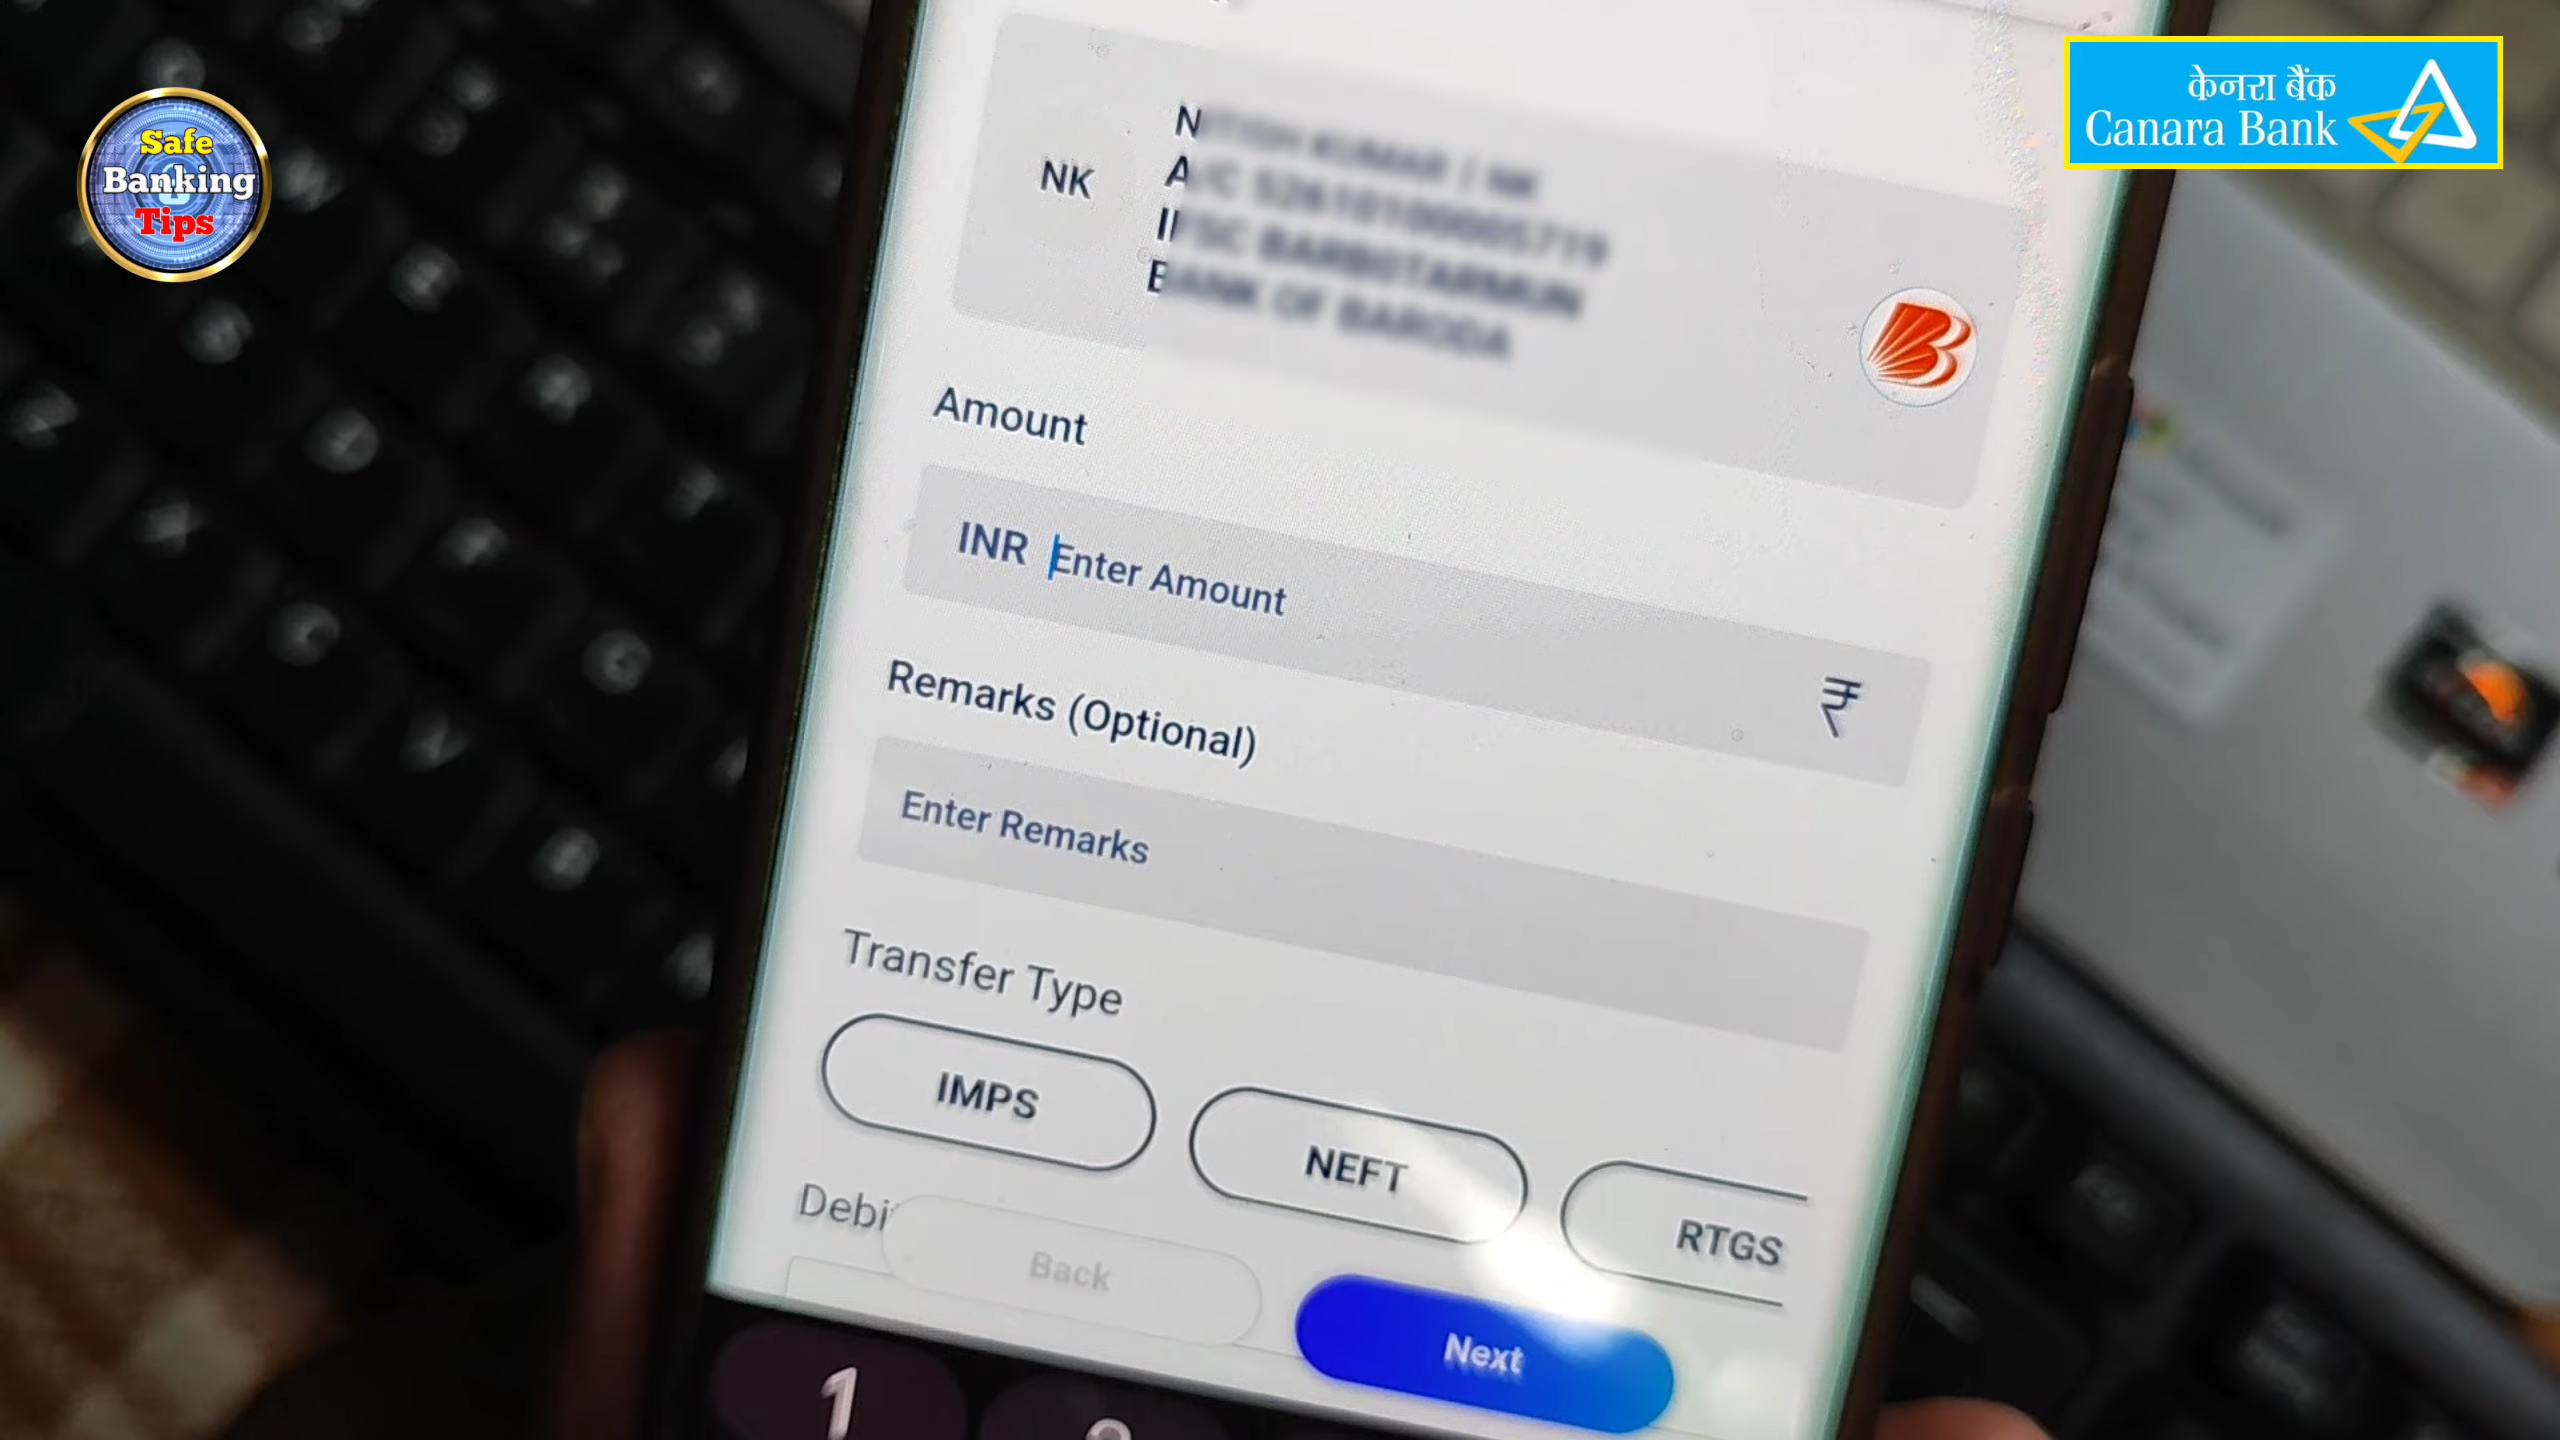 Safe
Banking
Tips
केनरा बैंक
Canara Bank
NK
Amount
INR Enter Amount
₹
Remarks (Optional)
Enter Remarks
Transfer Type
IMPS
NEFT
RTGS
Debi
Back
Next
1